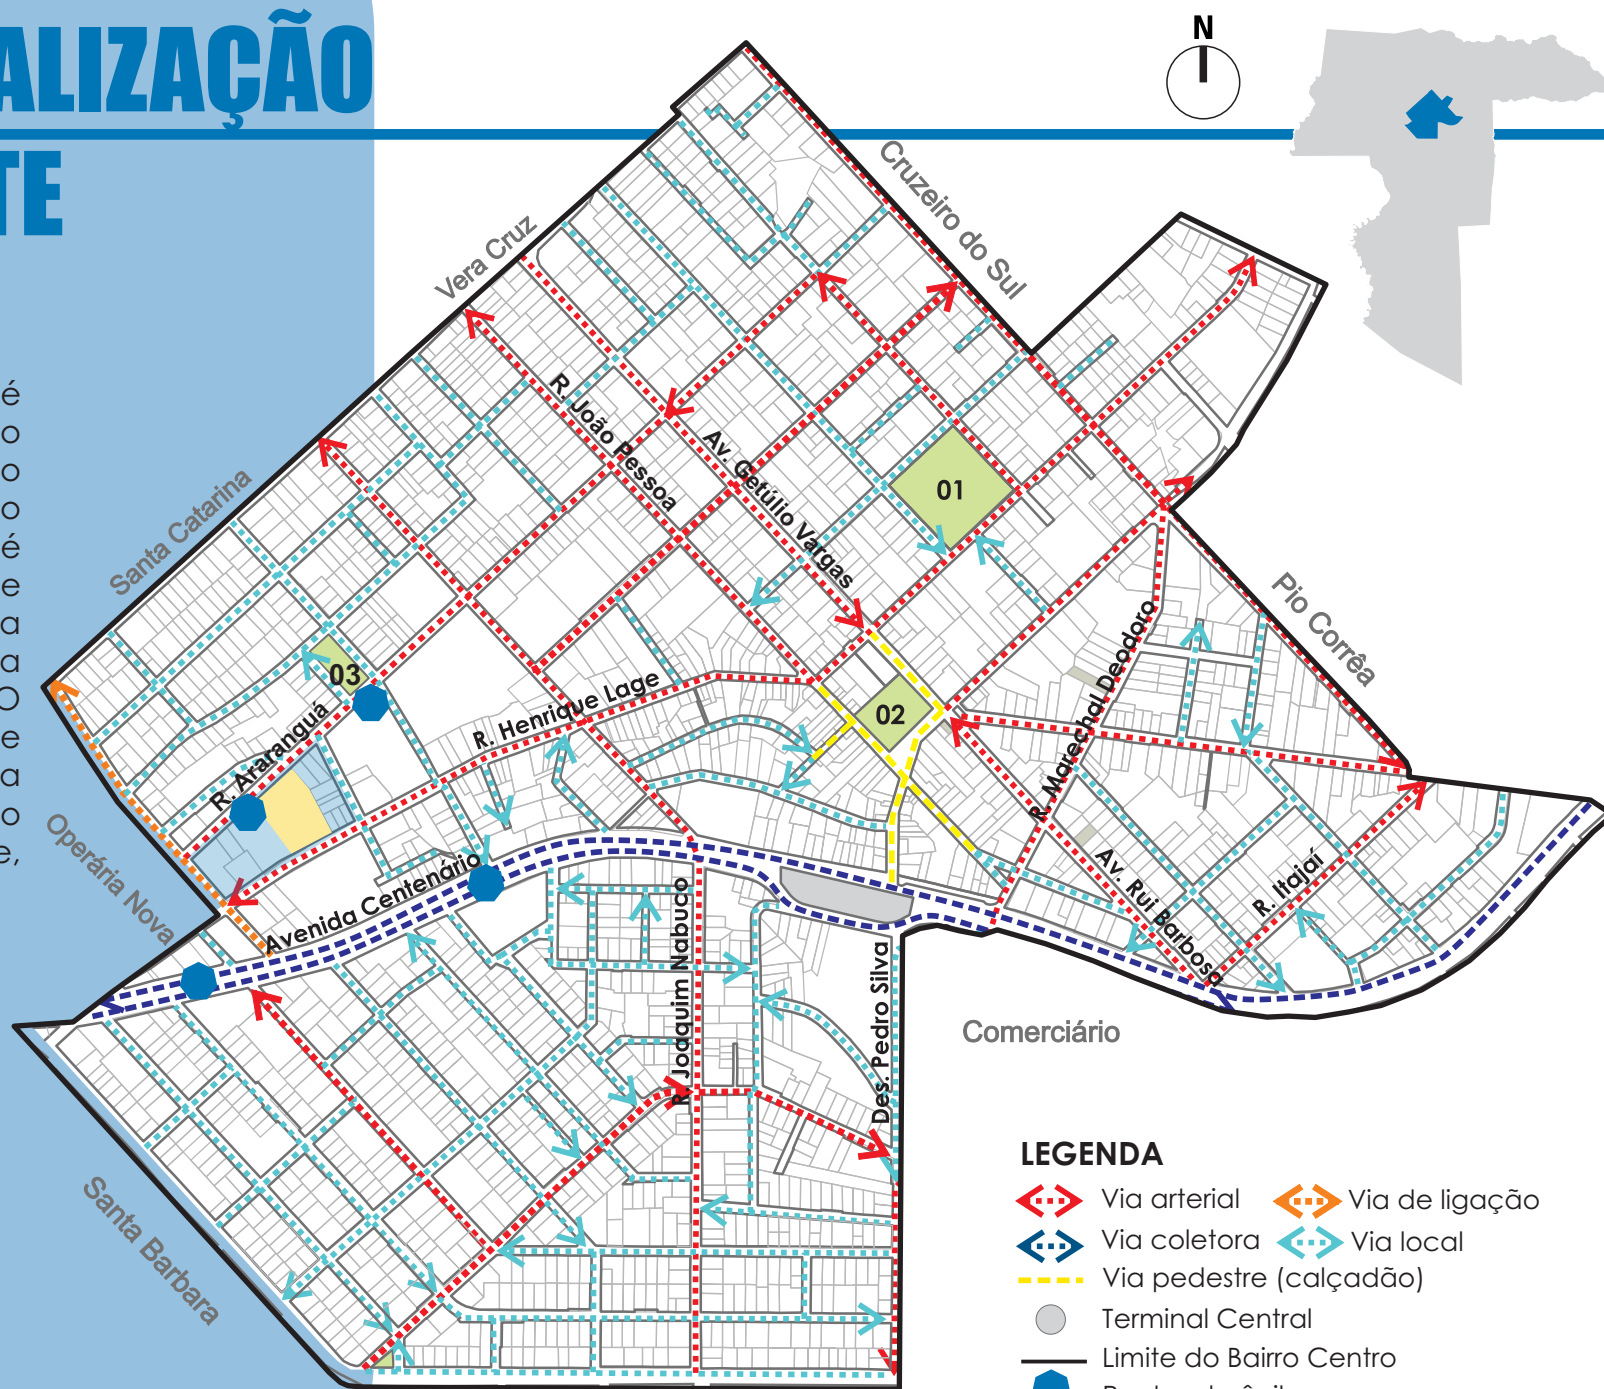 ALIZAÇÃO
TE
é
o
o
o
é
e
a
a
O
e
a
o
e,
N
Cruzeiro do Sul
Vera Cruz
Santa Catarina
Operária Nova
Santa Barbara
Pio Corrêa
Comerciário
R. João Pessoa
Av. Getúlio Vargas
01
02
03
R. Henrique Lage
R. Araranguá
Avenida Centenário
R. Marechal Deodoro
Av. Rui Barbosa
R. Itajaí
R. Joaquim Nabuco
Des. Pedro Silva
LEGENDA
Via arterial
Via de ligação
Via coletora
Via local
Via pedestre (calçadão)
Terminal Central
Limite do Bairro Centro